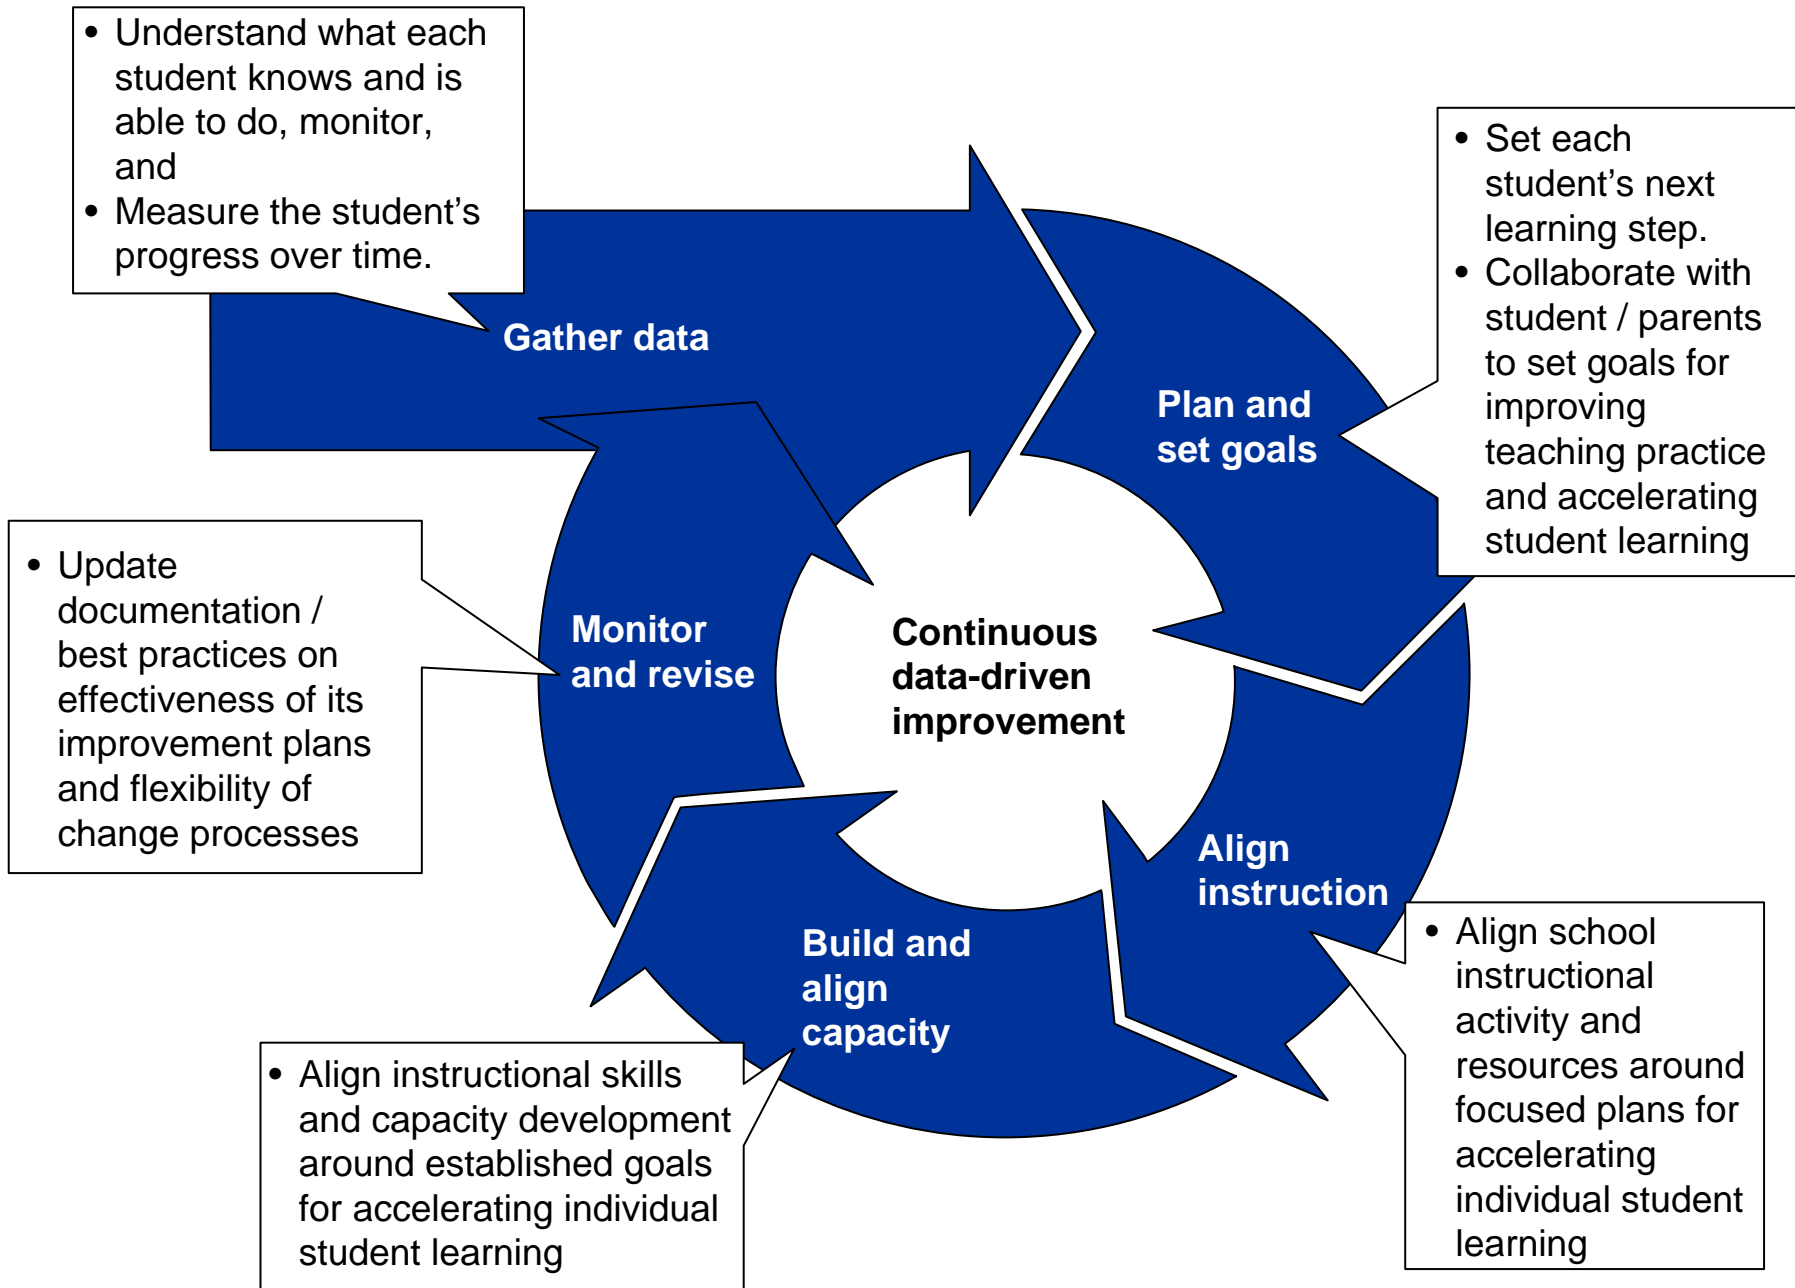 • Understand what each
student knows and is
able to do, monitor,
and
• Measure the student’s
progress over time.
Gather data
• Set each
student’s next
learning step.
• Collaborate with
student / parents
to set goals for
improving
teaching practice
and accelerating
student learning
Plan and
set goals
• Update
documentation /
best practices on
effectiveness of its
improvement plans
and flexibility of
change processes
Monitor
and revise
Continuous
data-driven
improvement
Align
instruction
• Align school
instructional
activity and
resources around
focused plans for
accelerating
individual student
learning
Build and
align
capacity
• Align instructional skills
and capacity development
around established goals
for accelerating individual
student learning